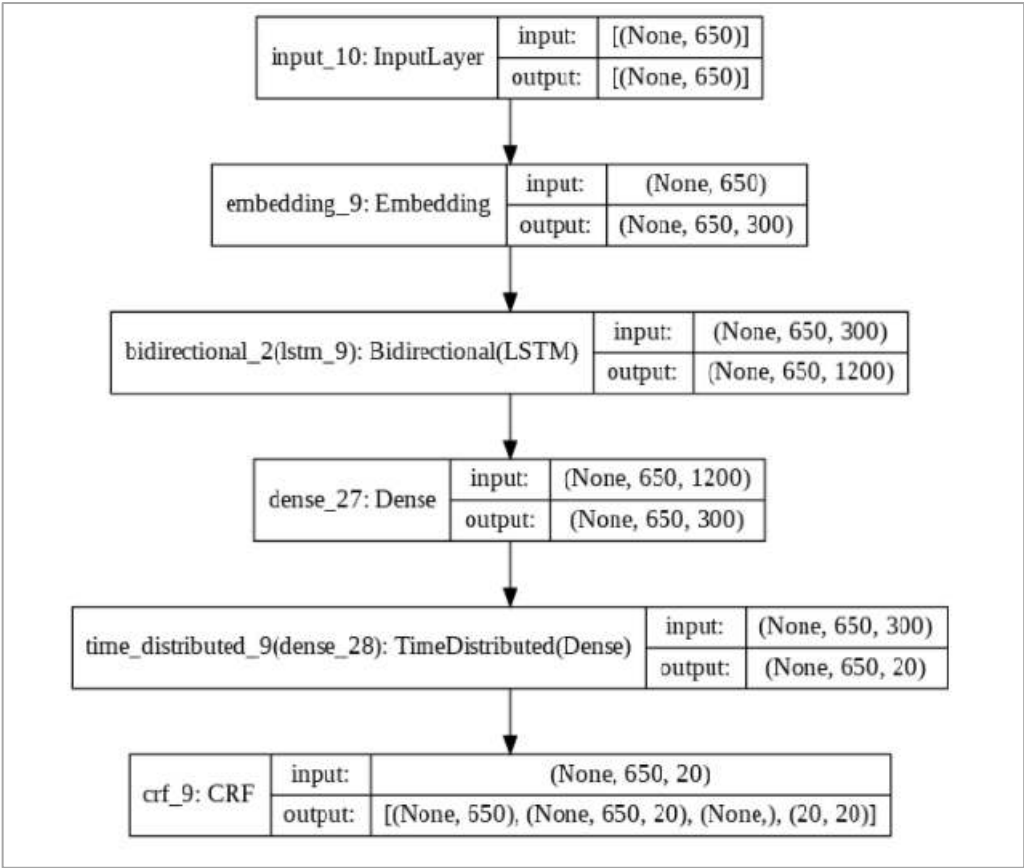 input_10: InputLayer
input: [(None, 650)]
output: [(None, 650)]
embedding_9: Embedding
input: (None, 650)
output: (None, 650, 300)
bidirectional_2(lstm_9): Bidirectional(LSTM)
input: (None, 650, 300)
output: (None, 650, 1200)
dense_27: Dense
input: (None, 650, 1200)
output: (None, 650, 300)
time_distributed_9(dense_28): TimeDistributed(Dense)
input: (None, 650, 300)
output: (None, 650, 20)
crf_9: CRF
input: (None, 650, 20)
output: [(None, 650), (None, 650, 20), (None,), (20, 20)]